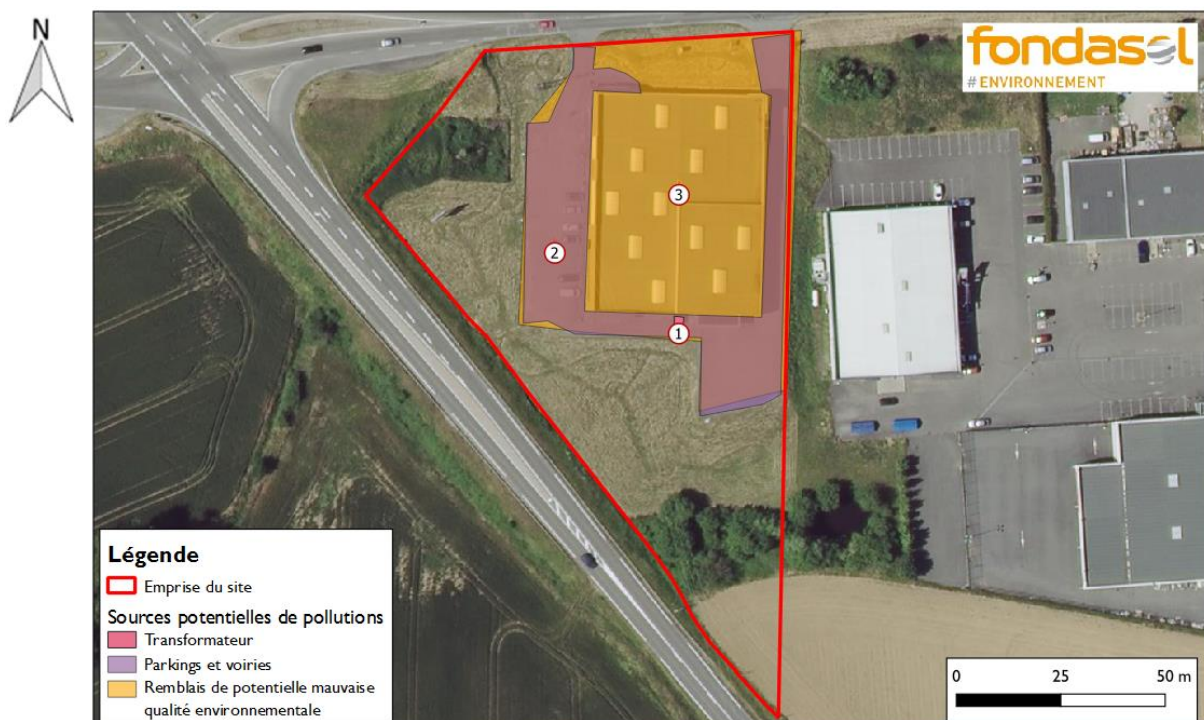 N
fondasol
# ENVIRONNEMENT
3
2
1
Légende
Emprise du site
Sources potentielles de pollutions
Transformateur
Parkings et voiries
Remblais de potentielle mauvaise
qualité environnementale
0 25 50 m